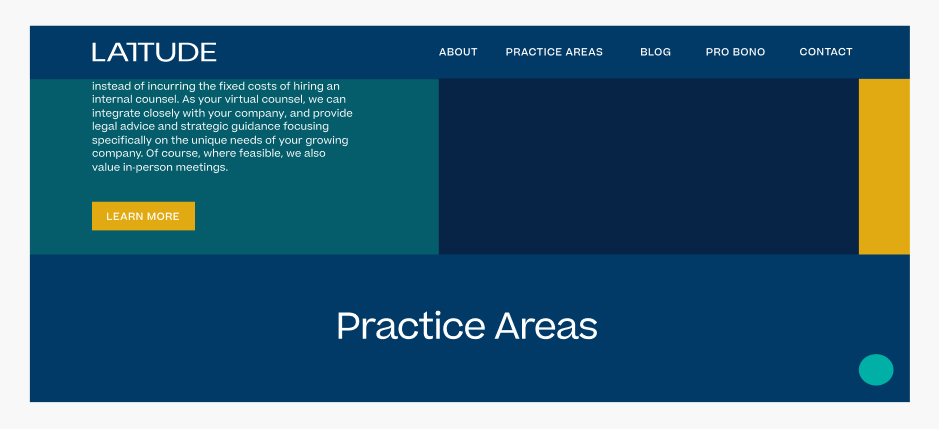 LATTUDE
ABOUT PRACTICE AREAS BLOG PRO BONO CONTACT
instead of incurring the fixed costs of hiring an
internal counsel. As your virtual counsel, we can
integrate closely with your company, and provide
legal advice and strategic guidance focusing
specifically on the unique needs of your growing
company. Of course, where feasible, we also
value in-person meetings.
LEARN MORE
Practice Areas